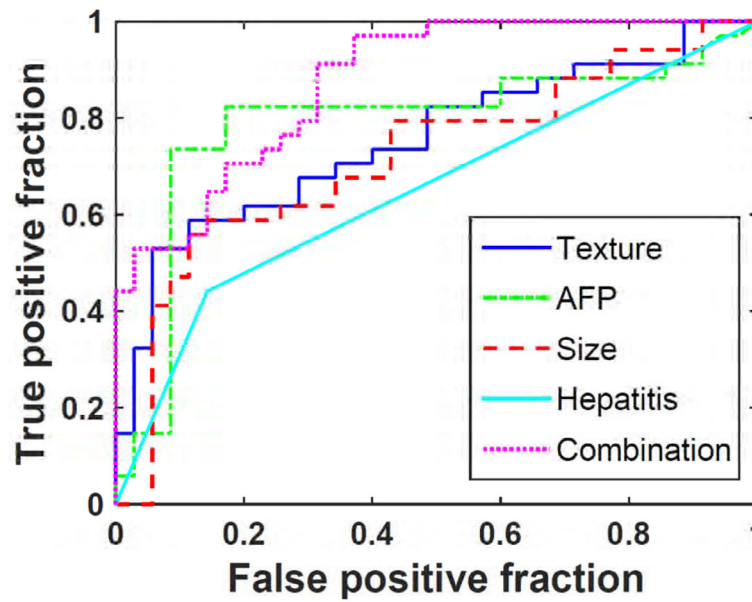 1
0.8
0.6
0.4
0.2
0
True positive fraction
Texture
AFP
Size
Hepatitis
Combination
0 0.2 0.4 0.6 0.8 1
False positive fraction